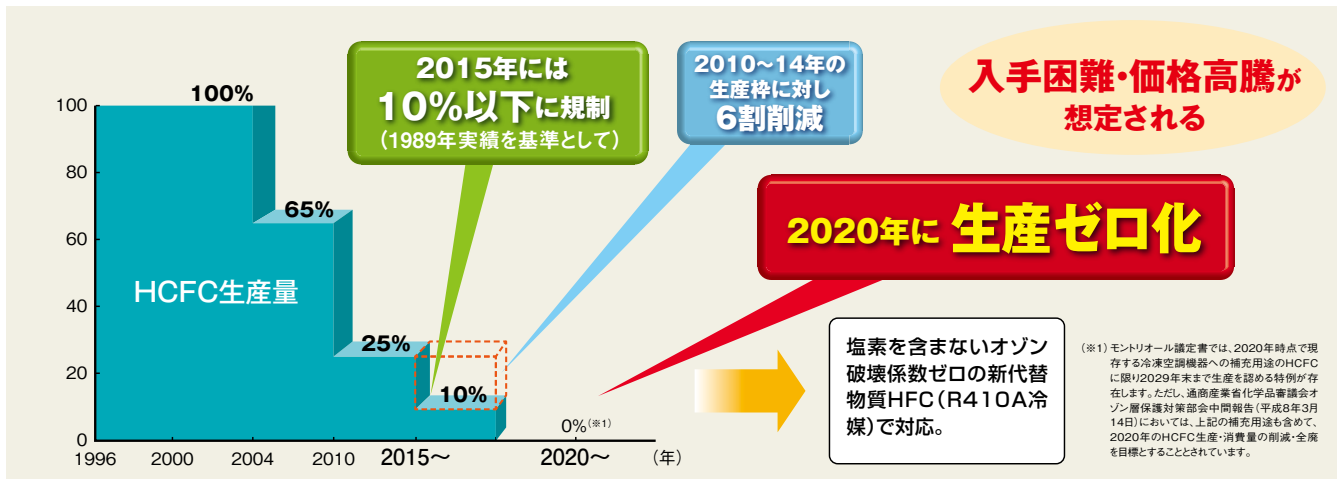 2015年には
10%以下に規制
(1989年実績を基準として)
2010〜14年の
生産枠に対し
6割削減
入手困難・価格高騰が
想定される
2020年に 生産ゼロ化
100
80
60
40
20
0
100%
65%
25%
10%
0%(※1)
HCFC生産量
1996
2000
2004
2010
2015〜
2020〜
(年)
塩素を含まないオゾン
破壊係数ゼロの新代替
物質HFC(R410A冷
媒)で対応。
(※1)モントリオール議定書では、2020年時点で現
存する冷凍空調機器への補充用途のHCFC
に限り2029年末まで生産を認める特例が存
在します。ただし、通商産業省化学品審議会オ
ゾン層保護対策部会中間報告(平成8年3月
14日)においては、上記の補充用途も含めて、
2020年のHCFC生産・消費量の削減・全廃
を目標とすることとされています。